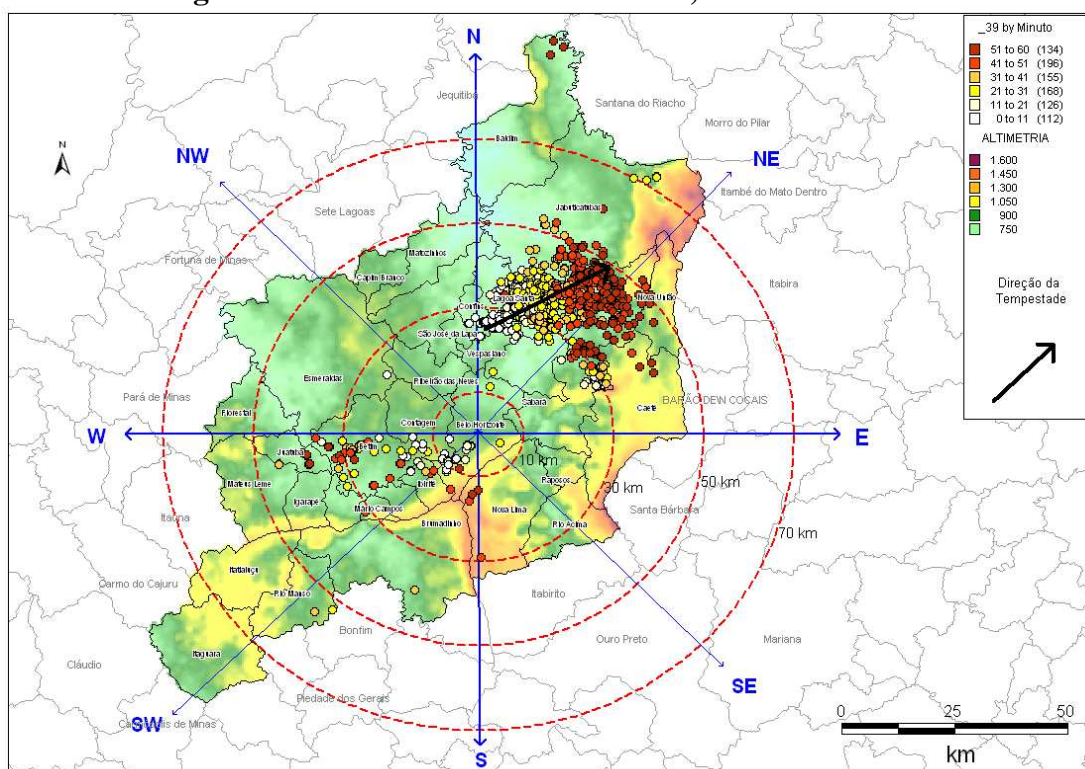 N
Jequitibá
Santana do Riacho
Morro do Pilar
Baldim
NW
NE
N
Itambé do Mato Dentro
Sete Lagoas
Jaboticatubas
Fortuna de Minas
Matozinhos
Capim Branco
Itabira
Confins
Lagoa Santa
Nova União
São José da Lapa
Vespasiano
Esmeraldas
Ribeirão das Neves
Pará de Minas
Sabará
BARÃO DE N COCAIS
Florestal
Caeté
Contagem
Belo Horizonte
W
E
Juatuba
Betim
10 km
Mateus Leme
Ibirité
Raposos
30 km
50 km
Igarapé
Mário Campos
Nova Lima
Santa Bárbara
Itaúna
Brumadinho
Rio Acima
70 km
Itatiaiuçu
Carmo do Cajuru
Rio Manso
Itabirito
Bonfim
Ouro Preto
Mariana
Cláudio
Itaguara
SE
Piedade dos Gerais
SW
S
_39 by Minuto
51 to 60 (134)
41 to 51 (196)
31 to 41 (155)
21 to 31 (168)
11 to 21 (126)
0 to 11 (112)
ALTIMETRIA
1.600
1.450
1.300
1.050
900
750
Direção da
Tempestade
0 25 50
km